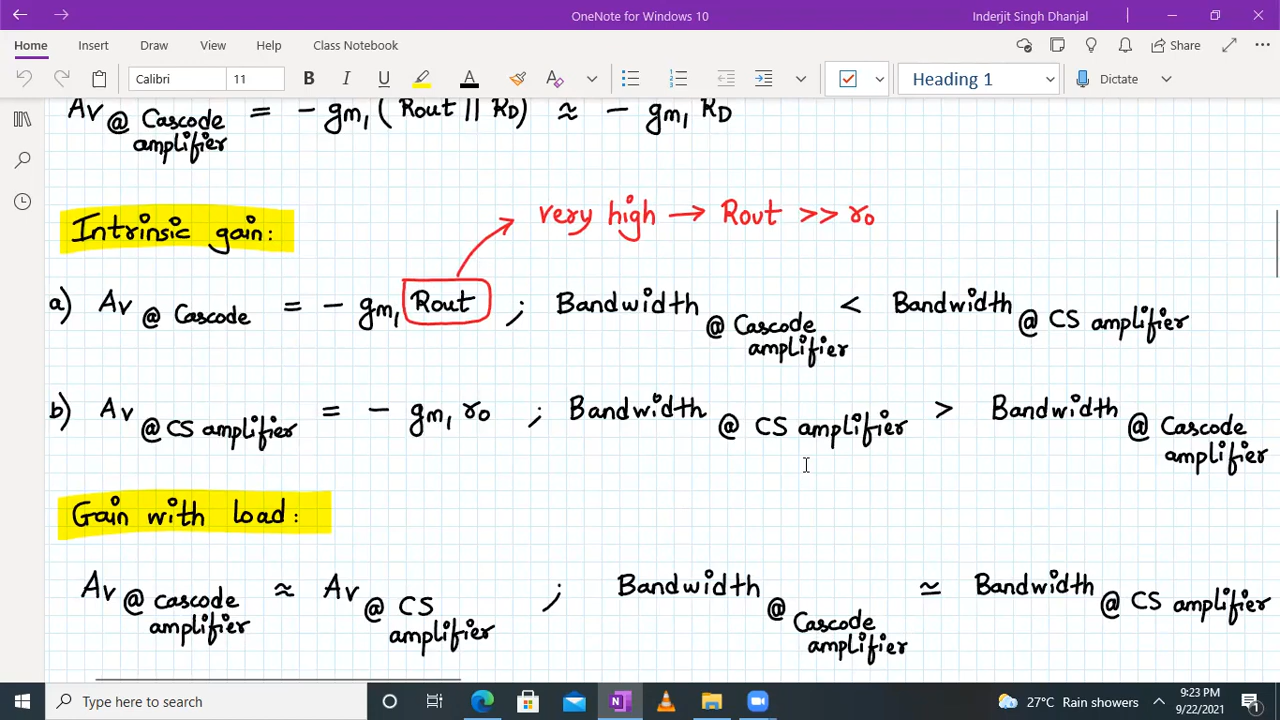 OneNote for Windows 10
Inderjit Singh Dhanjal
Home Insert Draw View Help Class Notebook Share
Calibri 11 B I U A Heading 1 Dictate
Av @ Cascode amplifier = - gm1 ( Rout || RD) ≈ - gm1 RD
very high → Rout >> ro
Intrinsic gain:
a) Av @ Cascode = - gm1 Rout ; Bandwidth @ Cascode amplifier < Bandwidth @ CS amplifier
b) Av @ CS amplifier = - gm1 ro ; Bandwidth @ CS amplifier > Bandwidth @ Cascode amplifier
Gain with load:
Av @ cascode amplifier ≈ Av @ CS amplifier ; Bandwidth @ Cascode amplifier ≃ Bandwidth @ CS amplifier
Type here to search
27°C Rain showers
9:23 PM
9/22/2021
1